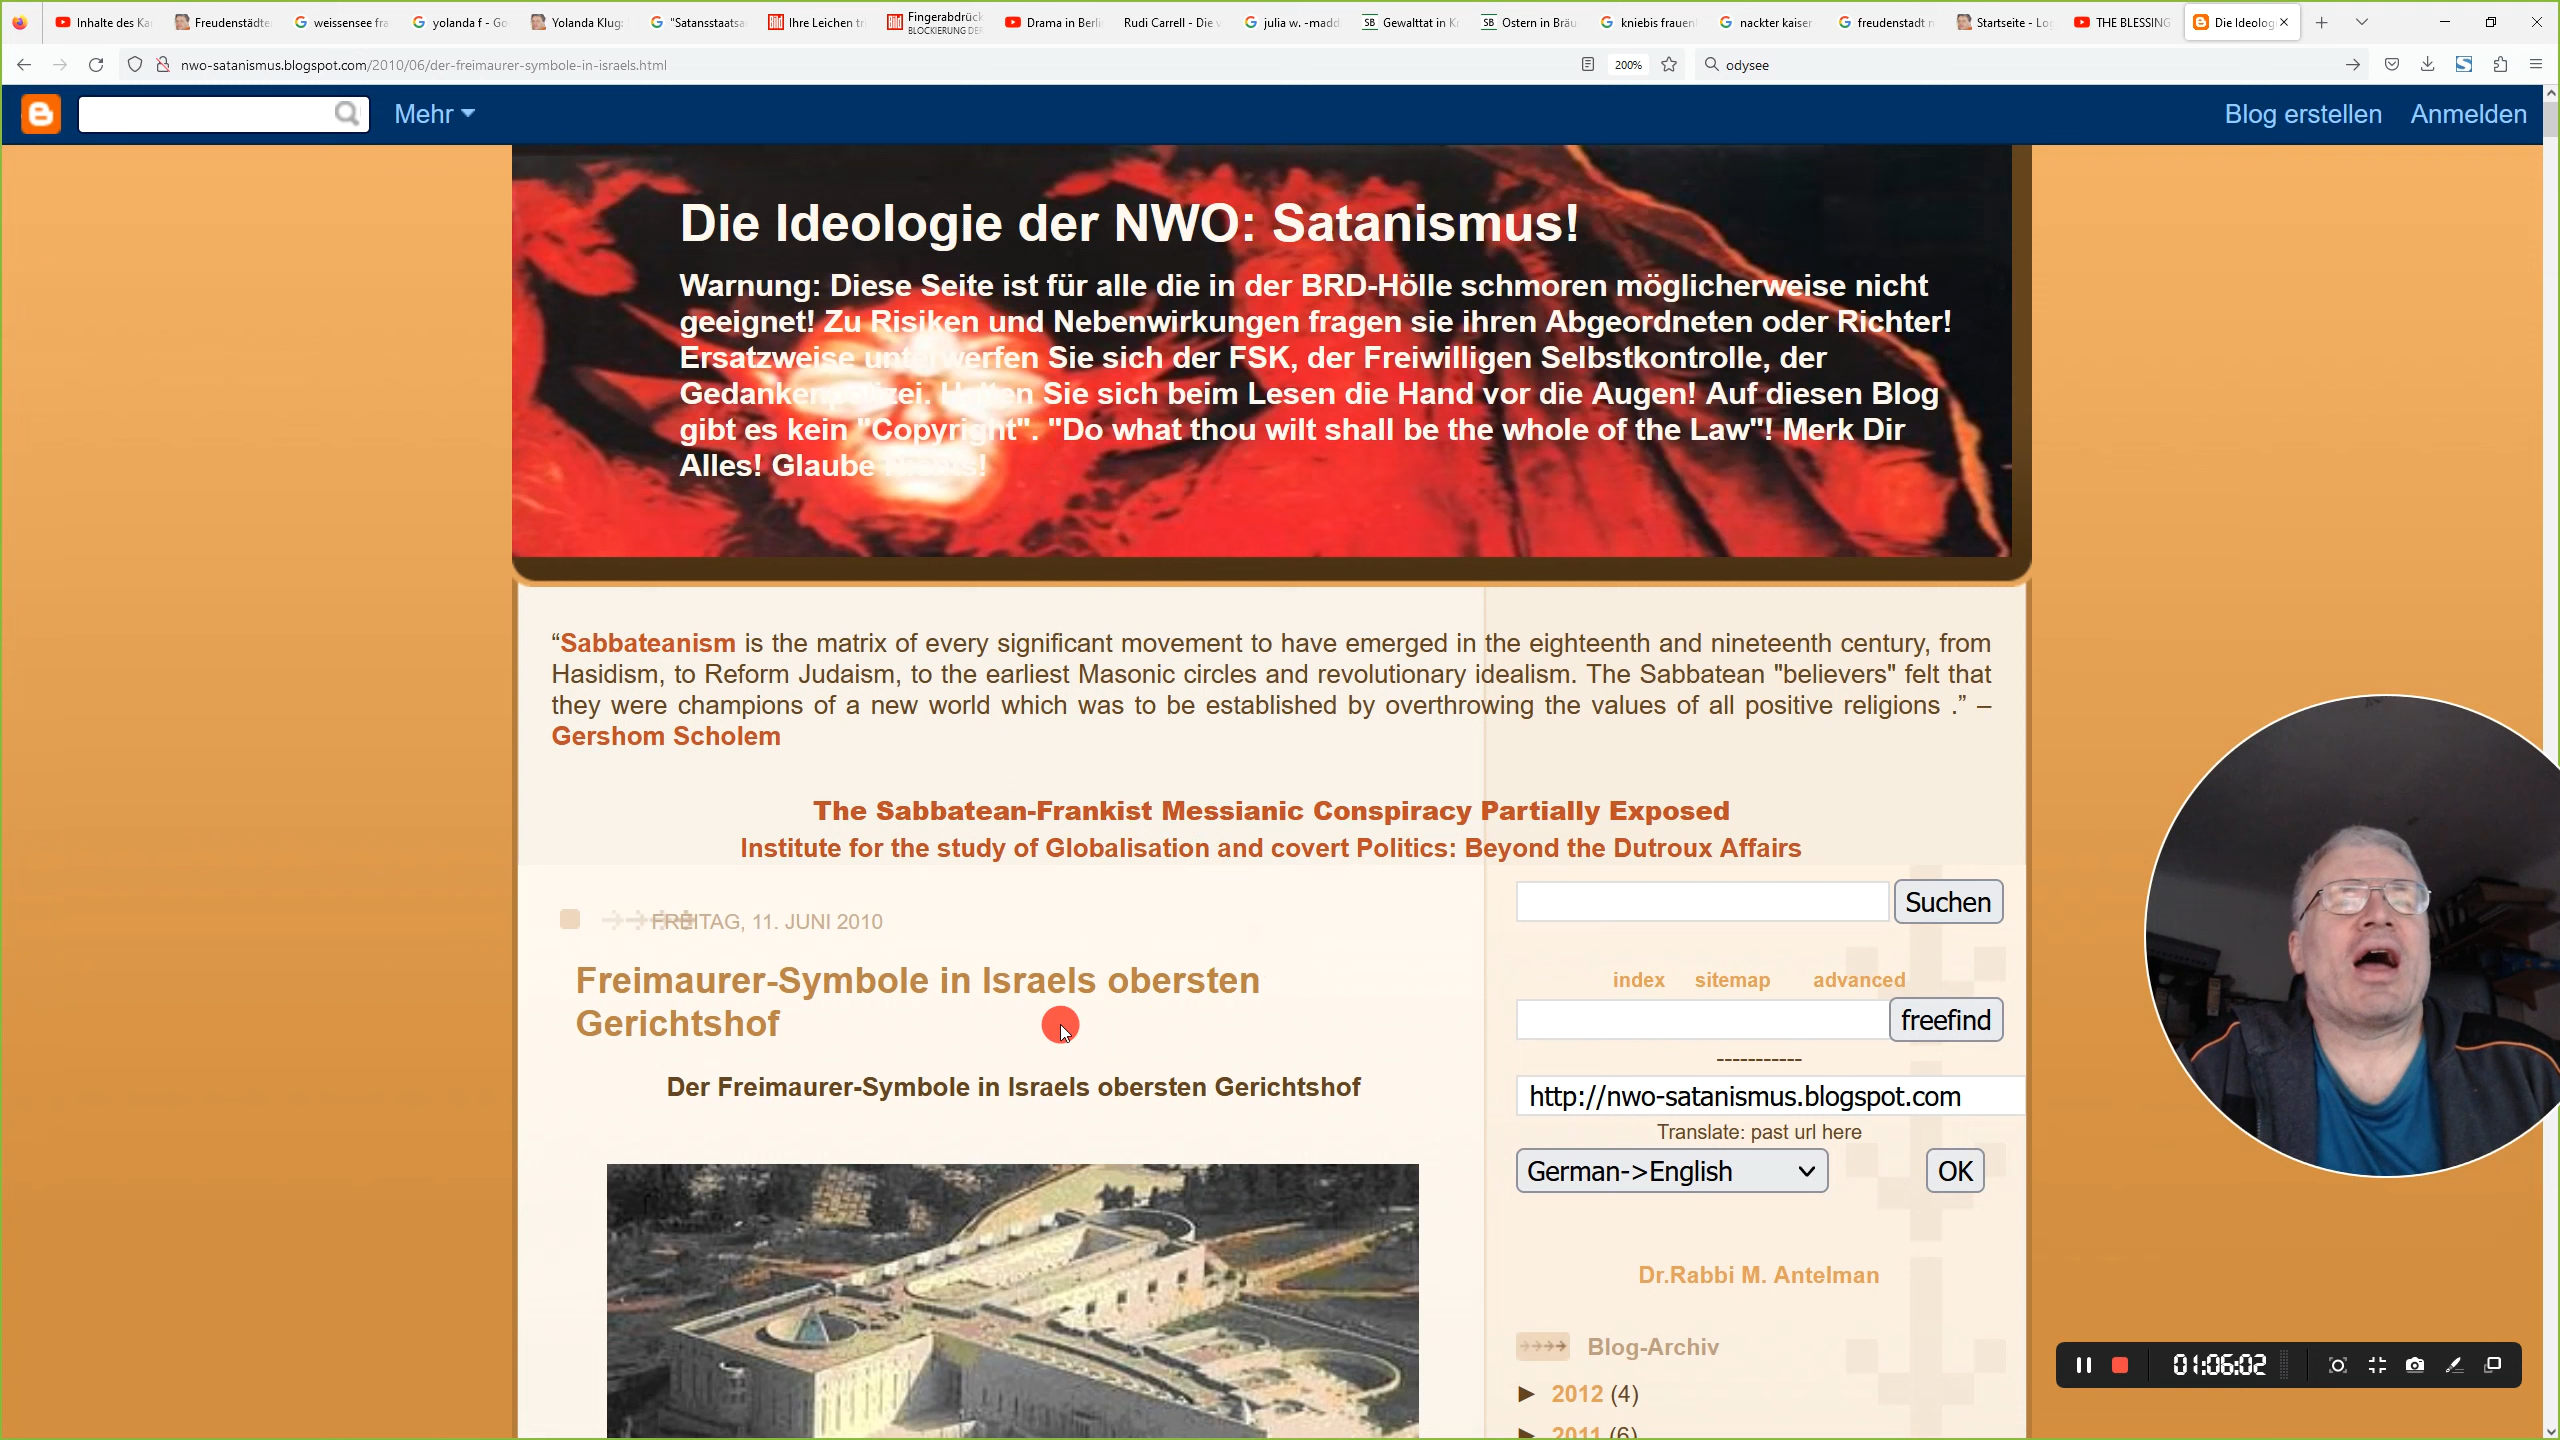 Inhalte des Ka
Freudenstädte
weissensee fra
yolanda f - Go
Yolanda Klug:
"Satansstaatsa
Ihre Leichen tr
Fingerabdrück
BLOCKIERUNG DER
Drama in Berli
Rudi Carrell - Die v
julia w. -madd
Gewalttat in Kr
Ostern in Bräu
kniebis frauen
nackter kaiser
freudenstadt n
Startseite - Lo
THE BLESSING
Die Ideolog
nwo-satanismus.blogspot.com/2010/06/der-freimaurer-symbole-in-israels.html
200%
odysee
Mehr
Blog erstellen
Anmelden
Die Ideologie der NWO: Satanismus!
Warnung: Diese Seite ist für alle die in der BRD-Hölle schmoren möglicherweise nicht
geeignet! Zu Risiken und Nebenwirkungen fragen sie ihren Abgeordneten oder Richter!
Ersatzweise unterwerfen Sie sich der FSK, der Freiwilligen Selbstkontrolle, der
Gedankenpolizei. Halten Sie sich beim Lesen die Hand vor die Augen! Auf diesen Blog
gibt es kein "Copyright". "Do what thou wilt shall be the whole of the Law"! Merk Dir
Alles! Glaube nichts!
“Sabbateanism is the matrix of every significant movement to have emerged in the eighteenth and nineteenth century, from
Hasidism, to Reform Judaism, to the earliest Masonic circles and revolutionary idealism. The Sabbatean "believers" felt that
they were champions of a new world which was to be established by overthrowing the values of all positive religions .” –
Gershom Scholem
The Sabbatean-Frankist Messianic Conspiracy Partially Exposed
Institute for the study of Globalisation and covert Politics: Beyond the Dutroux Affairs
FREITAG, 11. JUNI 2010
Freimaurer-Symbole in Israels obersten
Gerichtshof
Der Freimaurer-Symbole in Israels obersten Gerichtshof
Suchen
index sitemap advanced
freefind
-----------
http://nwo-satanismus.blogspot.com
Translate: past url here
German->English
OK
Dr.Rabbi M. Antelman
Blog-Archiv
► 2012 (4)
► 2011 (6)
01:06:02